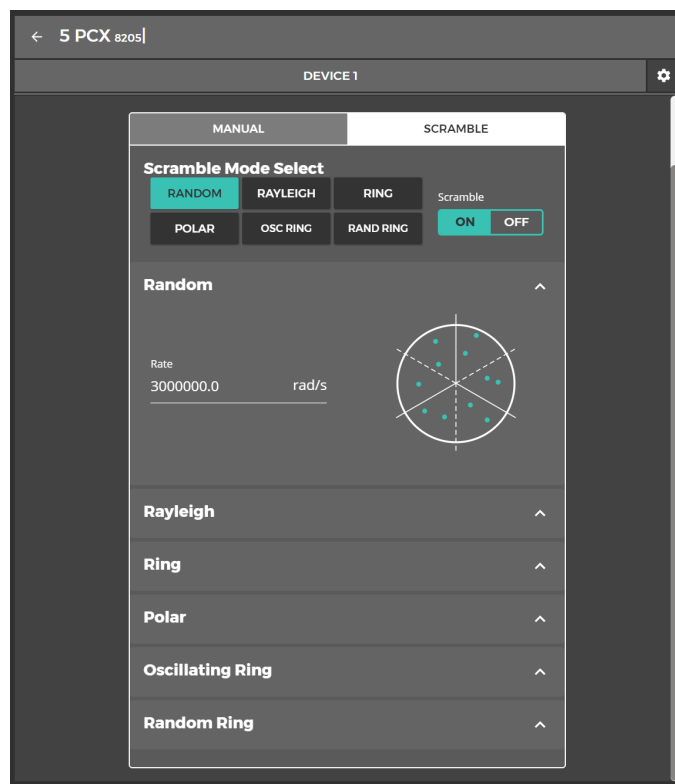 5 PCX 8205
DEVICE 1
MANUAL SCRAMBLE
Scramble Mode Select
RANDOM RAYLEIGH RING
Scramble
POLAR OSC RING RAND RING
ON OFF
Random
Rate
3000000.0 rad/s
Rayleigh
Ring
Polar
Oscillating Ring
Random Ring